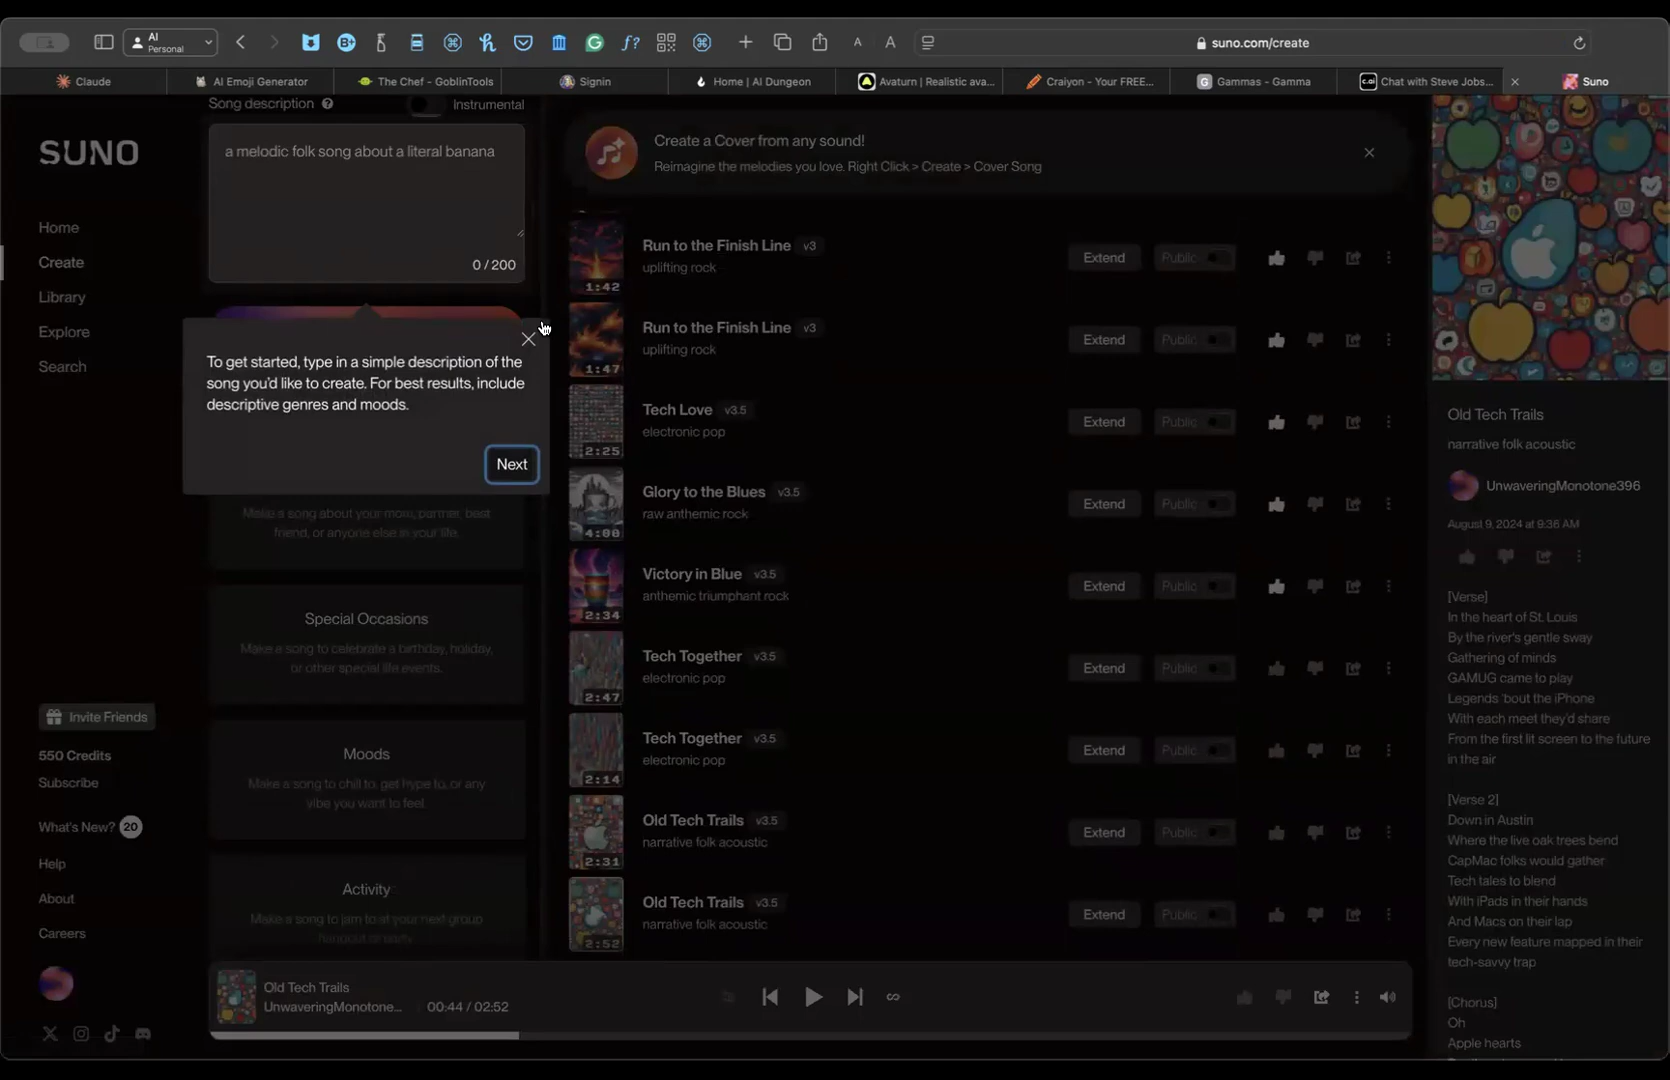 AI
Personal
A A
suno.com/create
Claude
AI Emoji Generator
The Chef - GoblinTools
Signin
Home | AI Dungeon
Avaturn | Realistic ava...
Craiyon - Your FREE...
Gammas - Gamma
Chat with Steve Jobs...
Suno
SUNO
Home
Create
Library
Explore
Search
Invite Friends
550 Credits
Subscribe
What's New? 20
Help
About
Careers
Song description
Instrumental
a melodic folk song about a literal banana
0 / 200
To get started, type in a simple description of the
song you'd like to create. For best results, include
descriptive genres and moods.
Next
Make a song about your mom, partner, best
friend, or anyone else in your life.
Special Occasions
Make a song to celebrate a birthday, holiday,
or other special life events.
Moods
Make a song to chill to, get hype to, or any
vibe you want to feel.
Activity
Make a song to jam to at your next group
hangout or party.
Create a Cover from any sound!
Reimagine the melodies you love. Right Click > Create > Cover Song
Run to the Finish Line v3
uplifting rock
1:42
Extend
Public
Run to the Finish Line v3
uplifting rock
1:47
Extend
Public
Tech Love v3.5
electronic pop
2:25
Extend
Public
Glory to the Blues v3.5
raw anthemic rock
4:00
Extend
Public
Victory in Blue v3.5
anthemic triumphant rock
2:34
Extend
Public
Tech Together v3.5
electronic pop
2:47
Extend
Public
Tech Together v3.5
electronic pop
2:14
Extend
Public
Old Tech Trails v3.5
narrative folk acoustic
2:31
Extend
Public
Old Tech Trails v3.5
narrative folk acoustic
2:52
Extend
Public
Old Tech Trails
UnwaveringMonotone...
00:44 / 02:52
Old Tech Trails
narrative folk acoustic
UnwaveringMonotone396
August 9, 2024 at 9:36 AM
[Verse]
In the heart of St. Louis
By the river's gentle sway
Gathering of minds
GAMUG came to play
Legends 'bout the iPhone
With each meet they'd share
From the first lit screen to the future
in the air
[Verse 2]
Down in Austin
Where the live oak trees bend
CapMac folks would gather
Tech tales to blend
With iPads in their hands
And Macs on their lap
Every new feature mapped in their
tech-savvy trap
[Chorus]
Oh
Apple hearts